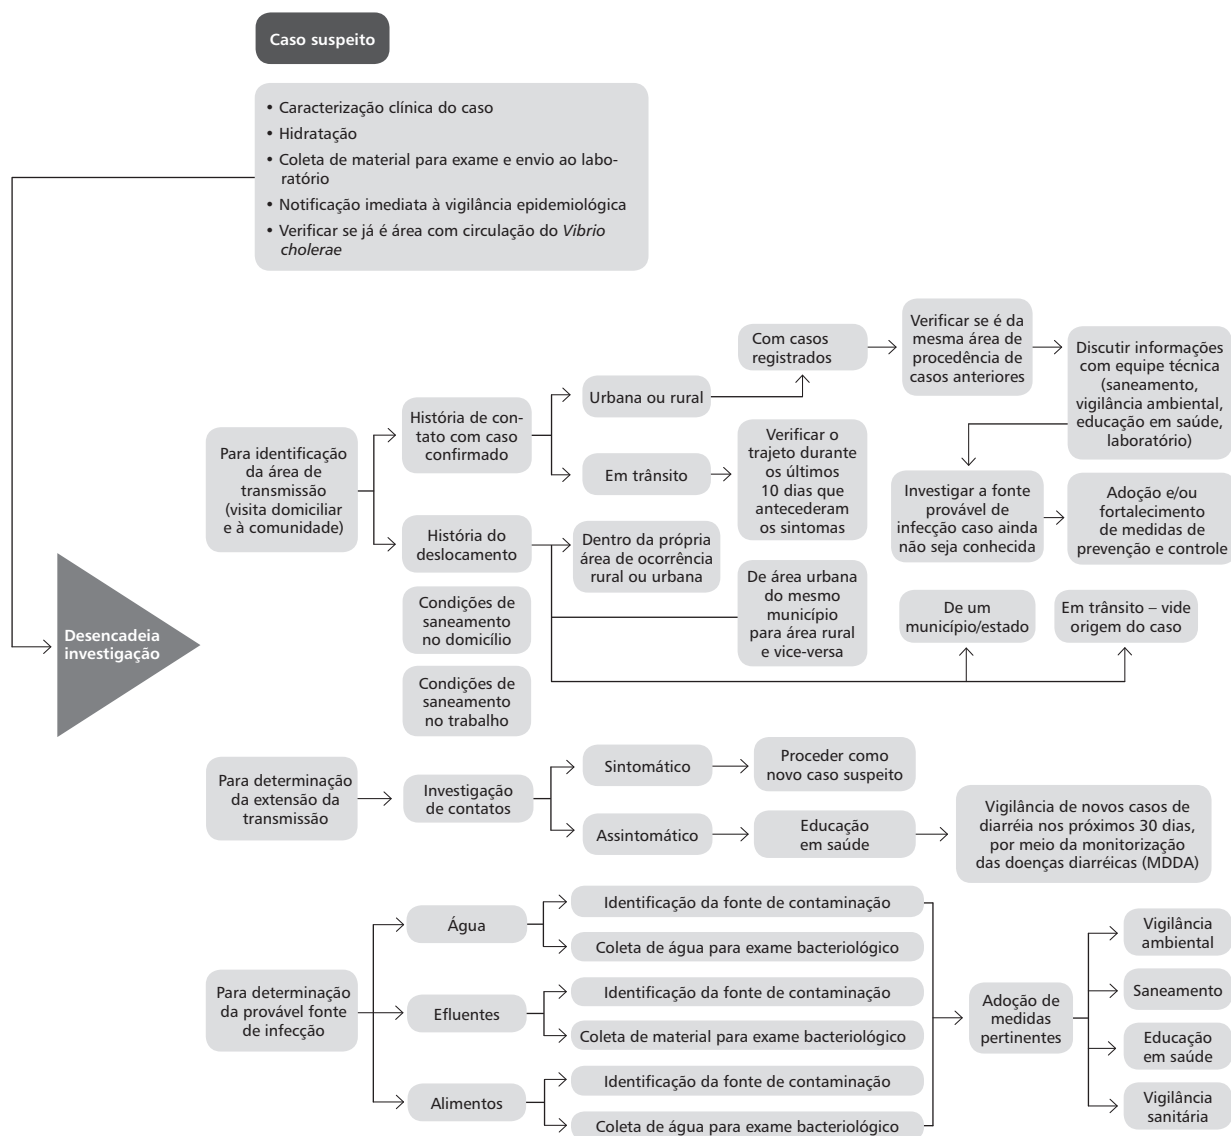 Caso suspeito
• Caracterização clínica do caso
• Hidratação
• Coleta de material para exame e envio ao labo-
ratório
• Notificação imediata à vigilância epidemiológica
• Verificar se já é área com circulação do Vibrio
cholerae
Desencadeia
investigação
Para identificação
da área de
transmissão
(visita domiciliar
e à comunidade)
História de con-
tato com caso
confirmado
Urbana ou rural
Com casos
registrados
Verificar se é da
mesma área de
procedência de
casos anteriores
Discutir informações
com equipe técnica
(saneamento,
vigilância ambiental,
educação em saúde,
laboratório)
Em trânsito
Verificar o
trajeto durante
os últimos
10 dias que
antecederam
os sintomas
Investigar a fonte
provável de
infecção caso ainda
não seja conhecida
Adoção e/ou
fortalecimento
de medidas de
prevenção e controle
História do
deslocamento
Dentro da própria
área de ocorrência
rural ou urbana
De área urbana
do mesmo
município
para área rural
e vice-versa
De um
município/estado
Em trânsito – vide
origem do caso
Condições de
saneamento
no domicílio
Condições de
saneamento
no trabalho
Para determinação
da extensão da
transmissão
Investigação
de contatos
Sintomático
Proceder como
novo caso suspeito
Assintomático
Educação
em saúde
Vigilância de novos casos de
diarréia nos próximos 30 dias,
por meio da monitorização
das doenças diarréicas (MDDA)
Para determinação
da provável fonte
de infecção
Água
Identificação da fonte de contaminação
Coleta de água para exame bacteriológico
Efluentes
Identificação da fonte de contaminação
Coleta de material para exame bacteriológico
Alimentos
Identificação da fonte de contaminação
Coleta de água para exame bacteriológico
Adoção de
medidas
pertinentes
Vigilância
ambiental
Saneamento
Educação
em saúde
Vigilância
sanitária